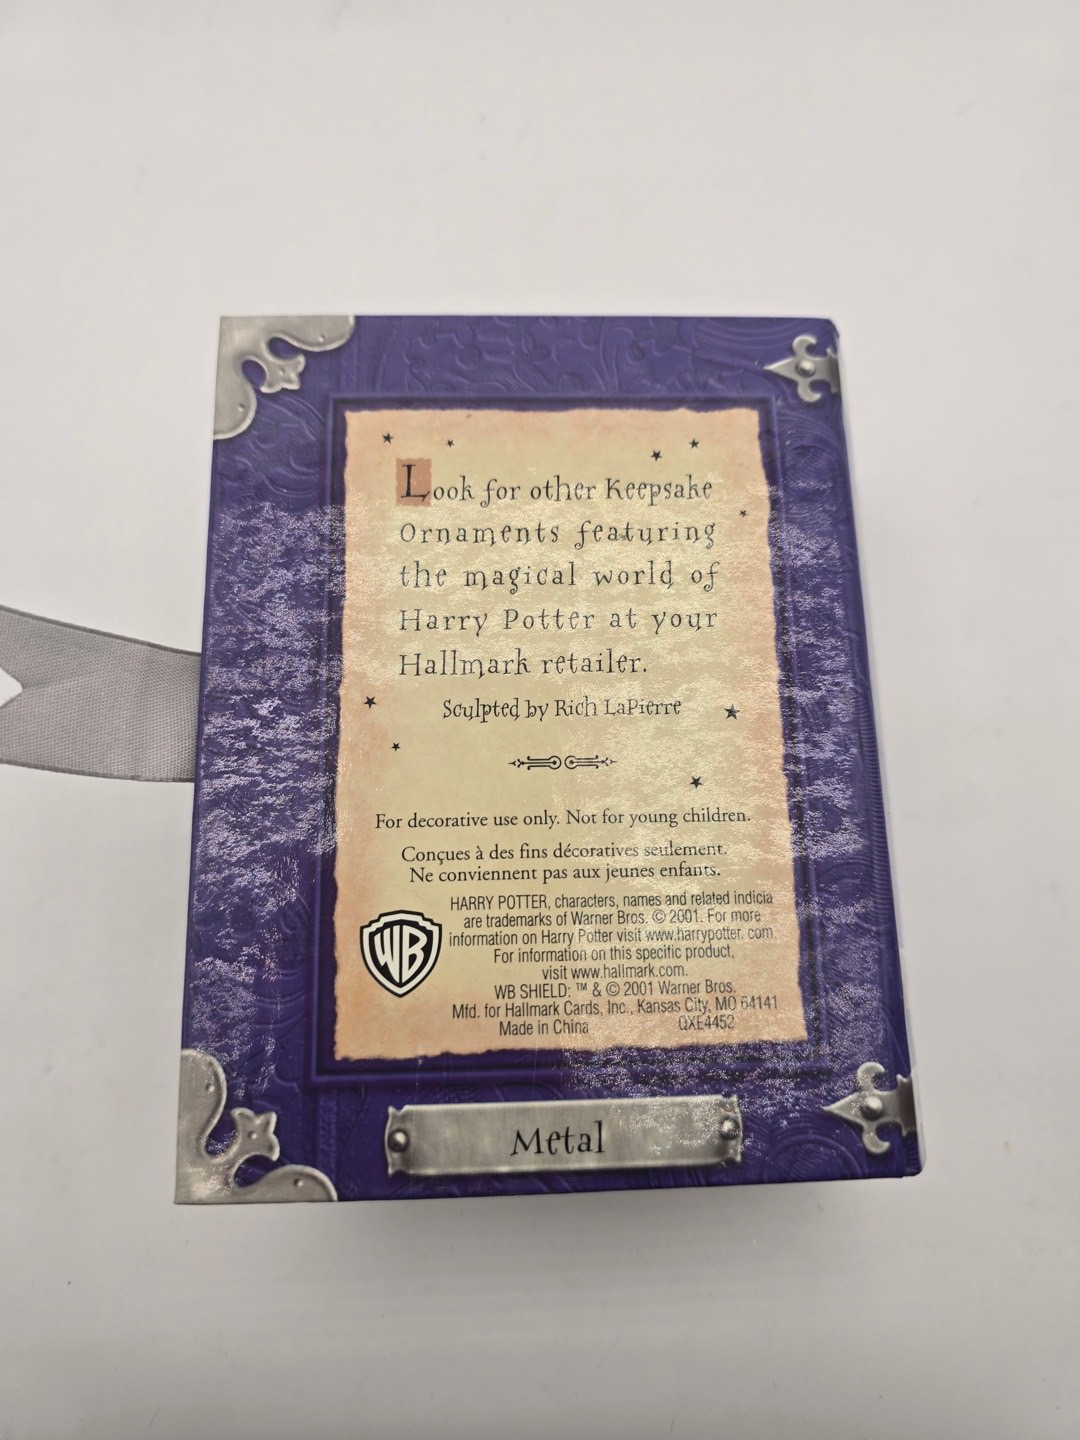 Look for other Keepsake
Ornaments featuring
the magical world of
Harry Potter at your
Hallmark retailer.
Sculpted by Rich LaPierre
For decorative use only. Not for young children.
Conçues à des fins décoratives seulement.
Ne conviennent pas aux jeunes enfants.
HARRY POTTER, characters, names and related indicia
are trademarks of Warner Bros. © 2001. For more
information on Harry Potter visit www.harrypotter.com.
For information on this specific product,
visit www.hallmark.com.
WB SHIELD: ™ & © 2001 Warner Bros.
Mfd. for Hallmark Cards, Inc., Kansas City, MO 64141
Made in China QXE4452
WB
Metal